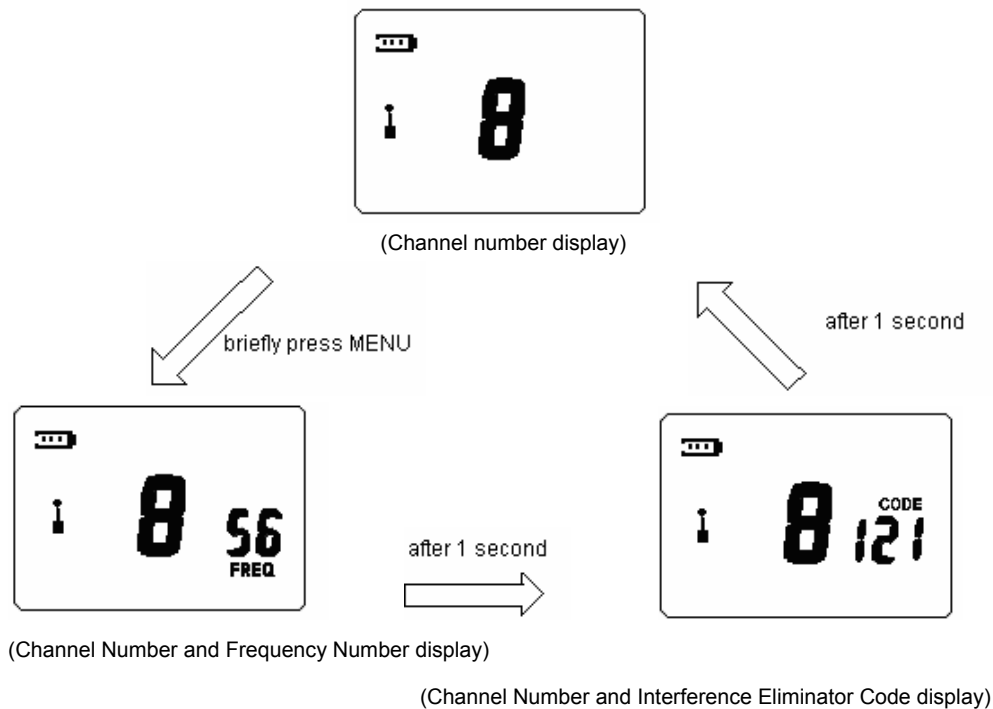 8
(Channel number display)
briefly press MENU
after 1 second
8 56
FREQ
after 1 second
CODE
8 121
(Channel Number and Frequency Number display)
(Channel Number and Interference Eliminator Code display)